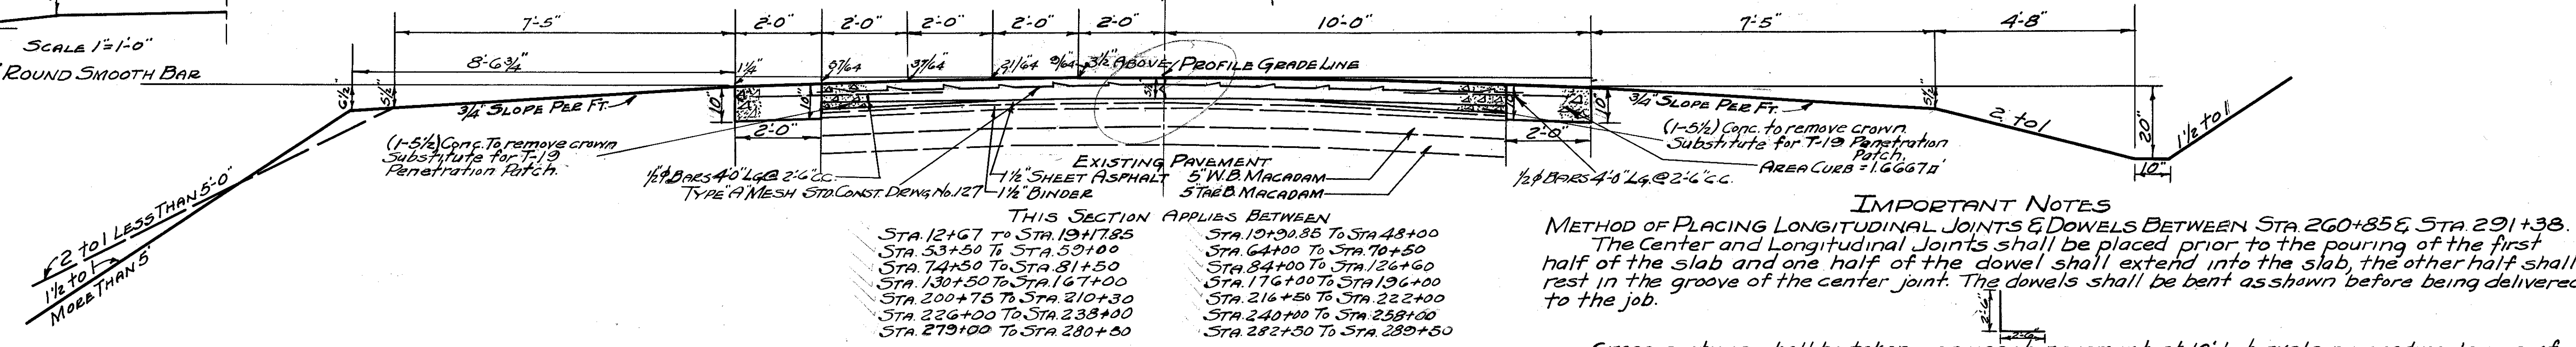 7'-5" 2'-0" 2'-0" 2'-0" 2'-0" 2'-0" 10'-0" 7'-5" 4'-8"
SCALE 1"=1'-0"
ROUND SMOOTH BAR
8'-6¾" 1¼" 97/64 37/64 21/64 9/64 3½" ABOVE PROFILE GRADE LINE
6½" 5½" 10" 10" 10" 5½" 20"
¾" SLOPE PER FT. ¾" SLOPE PER FT. 2 to 1 1½ to 1
2'-0" 2'-0" 10"
(1-5½) Conc. To remove crown
Substitute for T-19
Penetration Patch.
(1-5½) Conc. to remove crown
Substitute for T-19 Penetration
Patch.
AREA CURB = 1.6667□'
½"φ BARS 4'-0" LG. @ 2'-6" C.C.
TYPE "A" MESH STD. CONST. DRWG. No. 127
EXISTING PAVEMENT
1½" SHEET ASPHALT 5" W.B. MACADAM
1½" BINDER 5" TAR B. MACADAM
½"φ BARS 4'-0" LG. @ 2'-6" C.C.
2 to 1 LESS THAN 5'-0"
1½ to 1
MORE THAN 5'
THIS SECTION APPLIES BETWEEN
STA. 12+67 TO STA. 19+17.85 STA. 19+90.85 TO STA. 48+00
STA. 53+50 TO STA. 59+00 STA. 64+00 TO STA. 70+50
STA. 74+50 TO STA. 81+50 STA. 84+00 TO STA. 126+60
STA. 130+50 TO STA. 167+00 STA. 176+00 TO STA 196+00
STA. 200+75 TO STA. 210+30 STA. 216+50 TO STA. 222+00
STA. 226+00 TO STA. 238+00 STA. 240+00 TO STA. 258+00
STA. 279+00 TO STA. 280+50 STA. 282+50 TO STA. 289+50
IMPORTANT NOTES
METHOD OF PLACING LONGITUDINAL JOINTS & DOWELS BETWEEN STA. 260+85 & STA. 291+38.
The Center and Longitudinal Joints shall be placed prior to the pouring of the first
half of the slab and one half of the dowel shall extend into the slab, the other half shall
rest in the groove of the center joint. The dowels shall be bent as shown before being delivered
to the job.
2'-6"
2'-6"